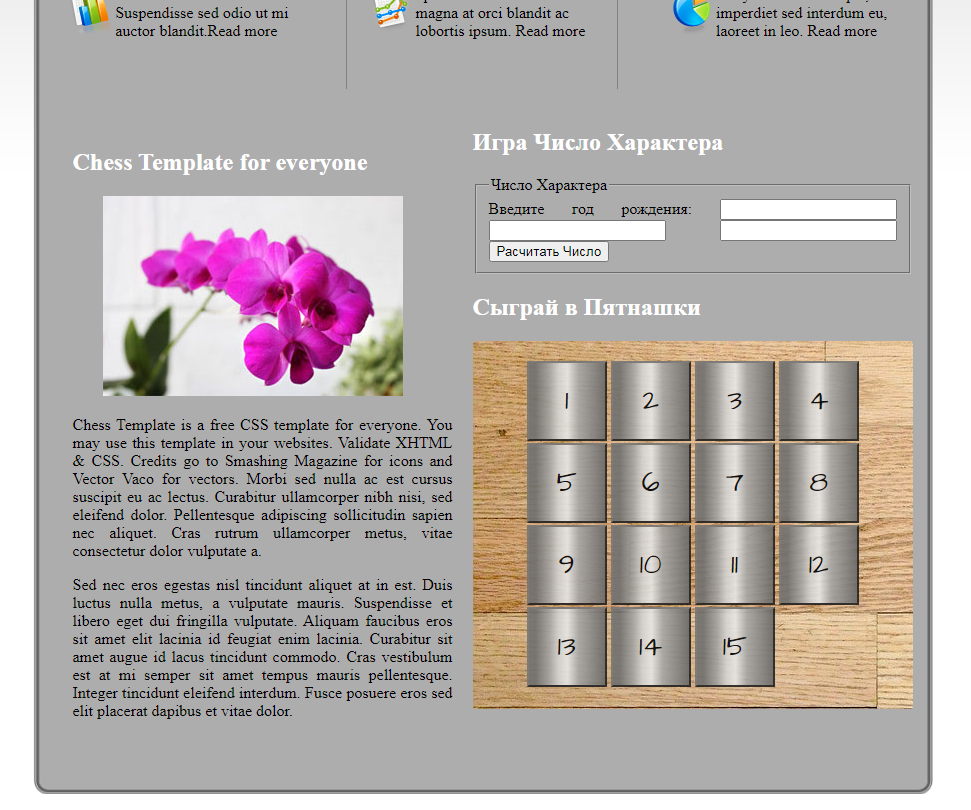 Suspendisse sed odio ut mi
auctor blandit.Read more
magna at orci blandit ac
lobortis ipsum. Read more
imperdiet sed interdum eu,
laoreet in leo. Read more
Chess Template for everyone
Chess Template is a free CSS template for everyone. You
may use this template in your websites. Validate XHTML
& CSS. Credits go to Smashing Magazine for icons and
Vector Vaco for vectors. Morbi sed nulla ac est cursus
suscipit eu ac lectus. Curabitur ullamcorper nibh nisi, sed
eleifend dolor. Pellentesque adipiscing sollicitudin sapien
nec aliquet. Cras rutrum ullamcorper metus, vitae
consectetur dolor vulputate a.
Sed nec eros egestas nisl tincidunt aliquet at in est. Duis
luctus nulla metus, a vulputate mauris. Suspendisse et
libero eget dui fringilla vulputate. Aliquam faucibus eros
sit amet elit lacinia id feugiat enim lacinia. Curabitur sit
amet augue id lacus tincidunt commodo. Cras vestibulum
est at mi semper sit amet tempus mauris pellentesque.
Integer tincidunt eleifend interdum. Fusce posuere eros sed
elit placerat dapibus et vitae dolor.
Игра Число Характера
Число Характера
Введите год рождения:
Расчитать Число
Сыграй в Пятнашки
1 2 3 4
5 6 7 8
9 10 11 12
13 14 15